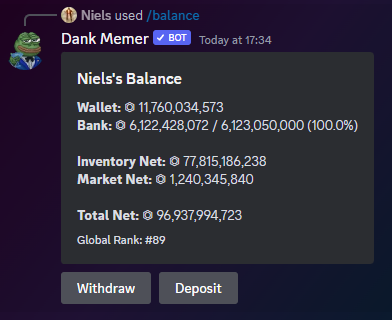 Niels used /balance
Dank Memer ✓ BOT Today at 17:34
Niels's Balance
Wallet: ⏣ 11,760,034,573
Bank: ⏣ 6,122,428,072 / 6,123,050,000 (100.0%)
Inventory Net: ⏣ 77,815,186,238
Market Net: ⏣ 1,240,345,840
Total Net: ⏣ 96,937,994,723
Global Rank: #89
Withdraw Deposit